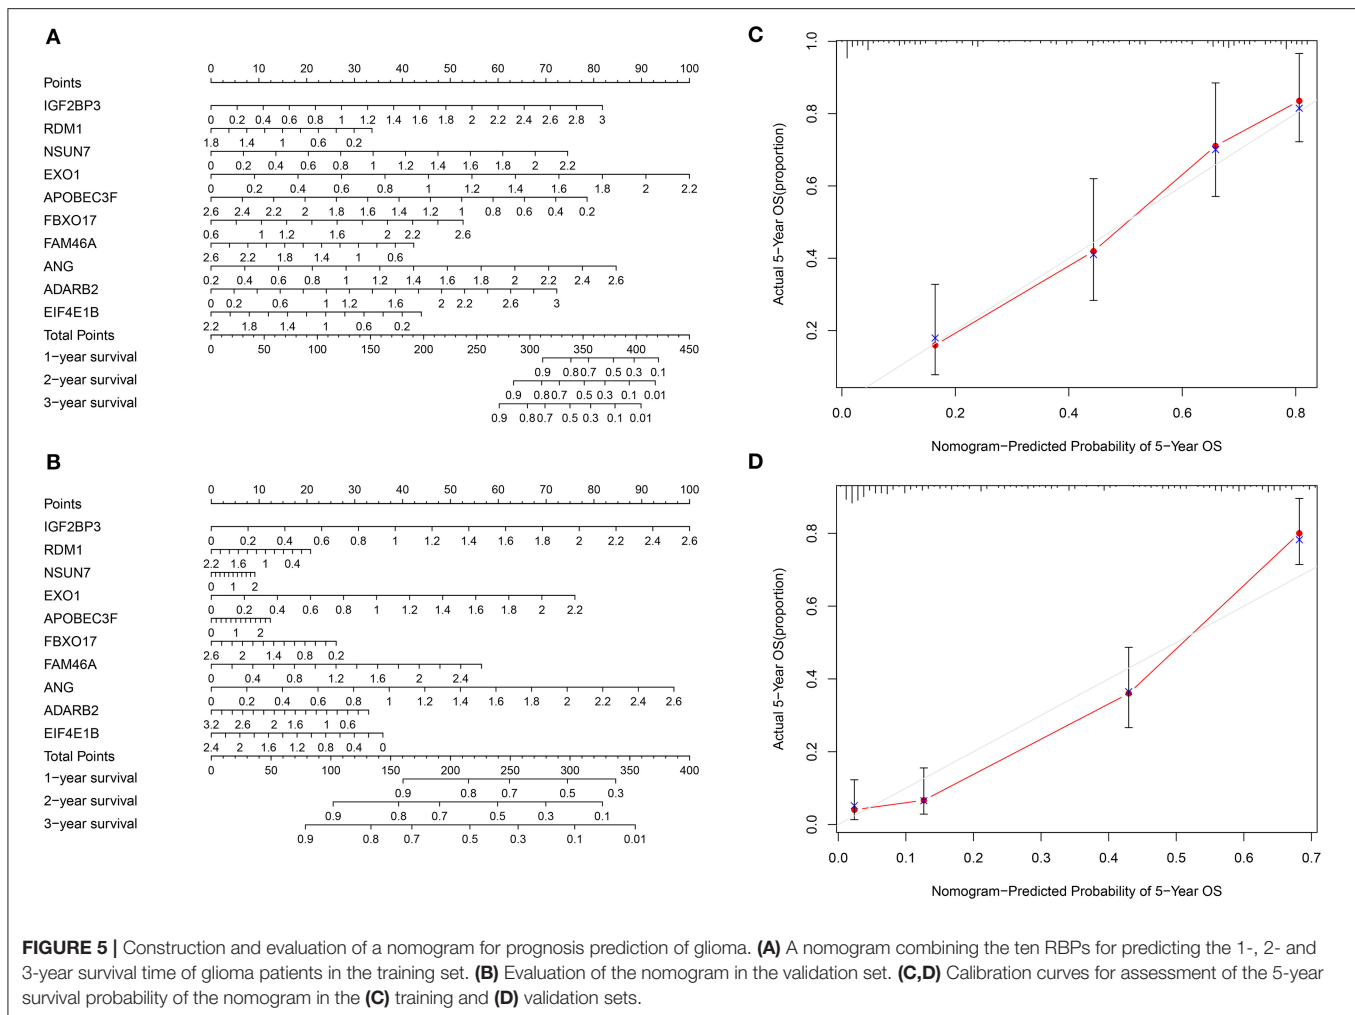 A
Points
0 10 20 30 40 50 60 70 80 90 100
IGF2BP3
0 0.2 0.4 0.6 0.8 1 1.2 1.4 1.6 1.8 2 2.2 2.4 2.6 2.8 3
RDM1
1.8 1.4 1 0.6 0.2
NSUN7
0 0.2 0.4 0.6 0.8 1 1.2 1.4 1.6 1.8 2 2.2
EXO1
0 0.2 0.4 0.6 0.8 1 1.2 1.4 1.6 1.8 2 2.2
APOBEC3F
2.6 2.4 2.2 2 1.8 1.6 1.4 1.2 1 0.8 0.6 0.4 0.2
FBXO17
0.6 1 1.2 1.6 2 2.2 2.6
FAM46A
2.6 2.2 1.8 1.4 1 0.6
ANG
0.2 0.4 0.6 0.8 1 1.2 1.4 1.6 1.8 2 2.2 2.4 2.6
ADARB2
0 0.2 0.6 1 1.2 1.6 2 2.2 2.6 3
EIF4E1B
2.2 1.8 1.4 1 0.6 0.2
Total Points
0 50 100 150 200 250 300 350 400 450
1−year survival
0.9 0.8 0.7 0.5 0.3 0.1
2−year survival
0.9 0.8 0.7 0.5 0.3 0.1 0.01
3−year survival
0.9 0.8 0.7 0.5 0.3 0.1 0.01
B
Points
0 10 20 30 40 50 60 70 80 90 100
IGF2BP3
0 0.2 0.4 0.6 0.8 1 1.2 1.4 1.6 1.8 2 2.2 2.4 2.6
RDM1
2.2 1.6 1 0.4
NSUN7
0 1 2
EXO1
0 0.2 0.4 0.6 0.8 1 1.2 1.4 1.6 1.8 2 2.2
APOBEC3F
0 1 2
FBXO17
2.6 2 1.4 0.8 0.2
FAM46A
0 0.4 0.8 1.2 1.6 2 2.4
ANG
0 0.2 0.4 0.6 0.8 1 1.2 1.4 1.6 1.8 2 2.2 2.4 2.6
ADARB2
3.2 2.6 2 1.6 1 0.6
EIF4E1B
2.4 2 1.6 1.2 0.8 0.4 0
Total Points
0 50 100 150 200 250 300 350 400
1−year survival
0.9 0.8 0.7 0.5 0.3
2−year survival
0.9 0.8 0.7 0.5 0.3 0.1
3−year survival
0.9 0.8 0.7 0.5 0.3 0.1 0.01
C
Actual 5−Year OS(proportion)
1.0
0.8
0.6
0.4
0.2
0.0 0.2 0.4 0.6 0.8
Nomogram−Predicted Probability of 5−Year OS
D
Actual 5−Year OS(proportion)
0.8
0.6
0.4
0.2
0.0
0.0 0.1 0.2 0.3 0.4 0.5 0.6 0.7
Nomogram−Predicted Probability of 5−Year OS
FIGURE 5 | Construction and evaluation of a nomogram for prognosis prediction of glioma. (A) A nomogram combining the ten RBPs for predicting the 1-, 2- and
3-year survival time of glioma patients in the training set. (B) Evaluation of the nomogram in the validation set. (C,D) Calibration curves for assessment of the 5-year
survival probability of the nomogram in the (C) training and (D) validation sets.